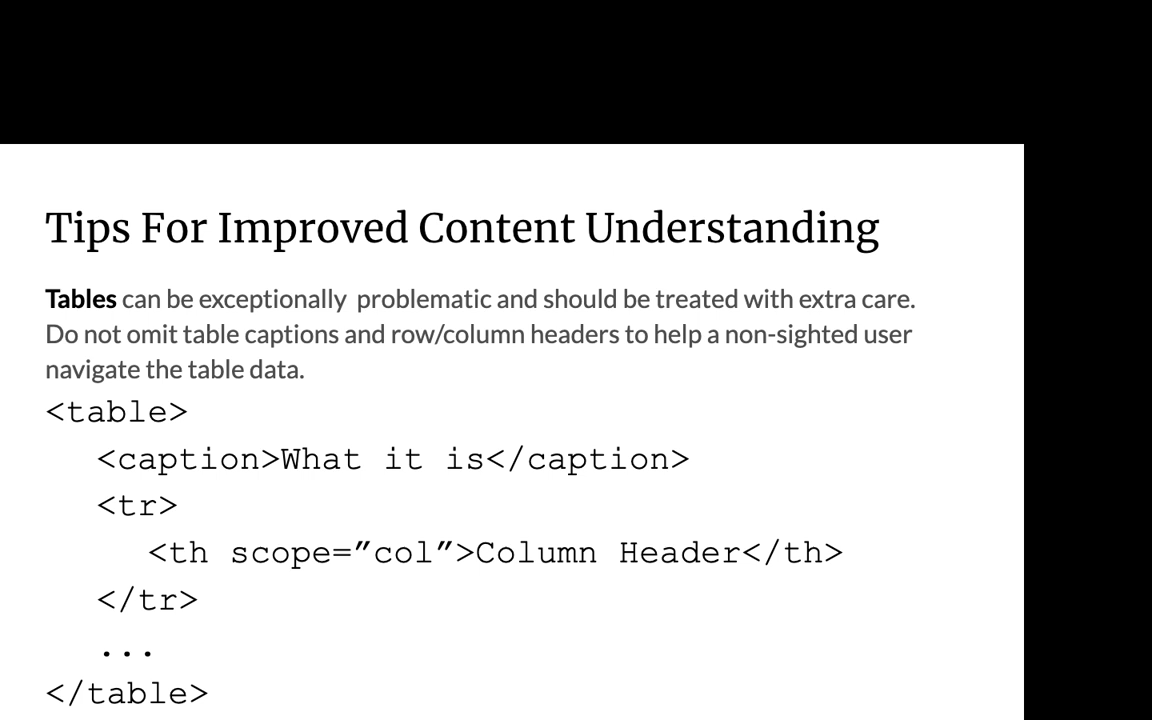 Tips For Improved Content Understanding
Tables can be exceptionally problematic and should be treated with extra care.
Do not omit table captions and row/column headers to help a non-sighted user
navigate the table data.
<table>
<caption>What it is</caption>
<tr>
<th scope=”col”>Column Header</th>
</tr>
...
</table>